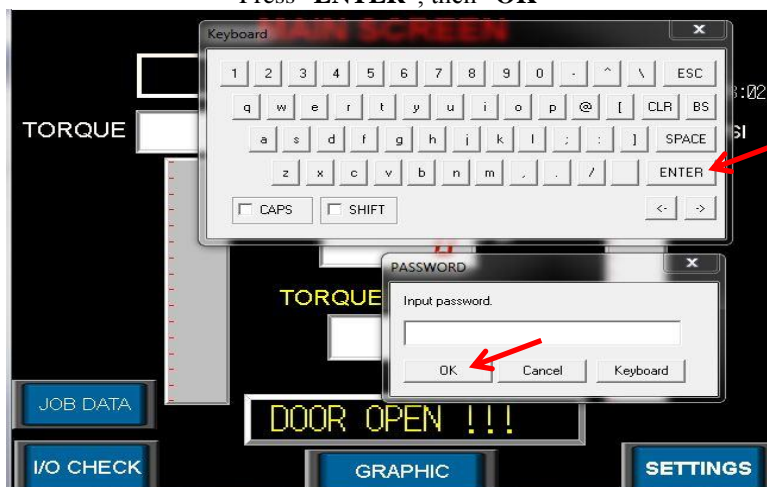 Press "ENTER", then "OK"
MAIN SCREEN
Keyboard
x
1 2 3 4 5 6 7 8 9 0 - ^ \ ESC
q w e r t y u i o p @ [ CLR BS
a s d f g h j k l ; : ] SPACE
z x c v b n m , . / ENTER
CAPS SHIFT <- ->
:02
TORQUE
SI
PASSWORD
x
Input password.
OK Cancel Keyboard
TORQUE
JOB DATA
DOOR OPEN !!!
I/O CHECK
GRAPHIC
SETTINGS